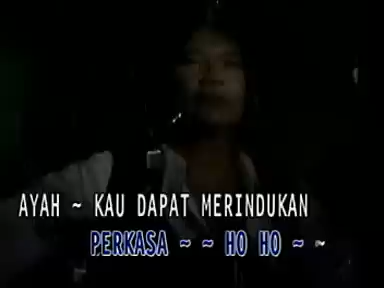 AYAH ~ KAU DAPAT MERINDUKAN
PERKASA ~ ~ HO HO ~ ~